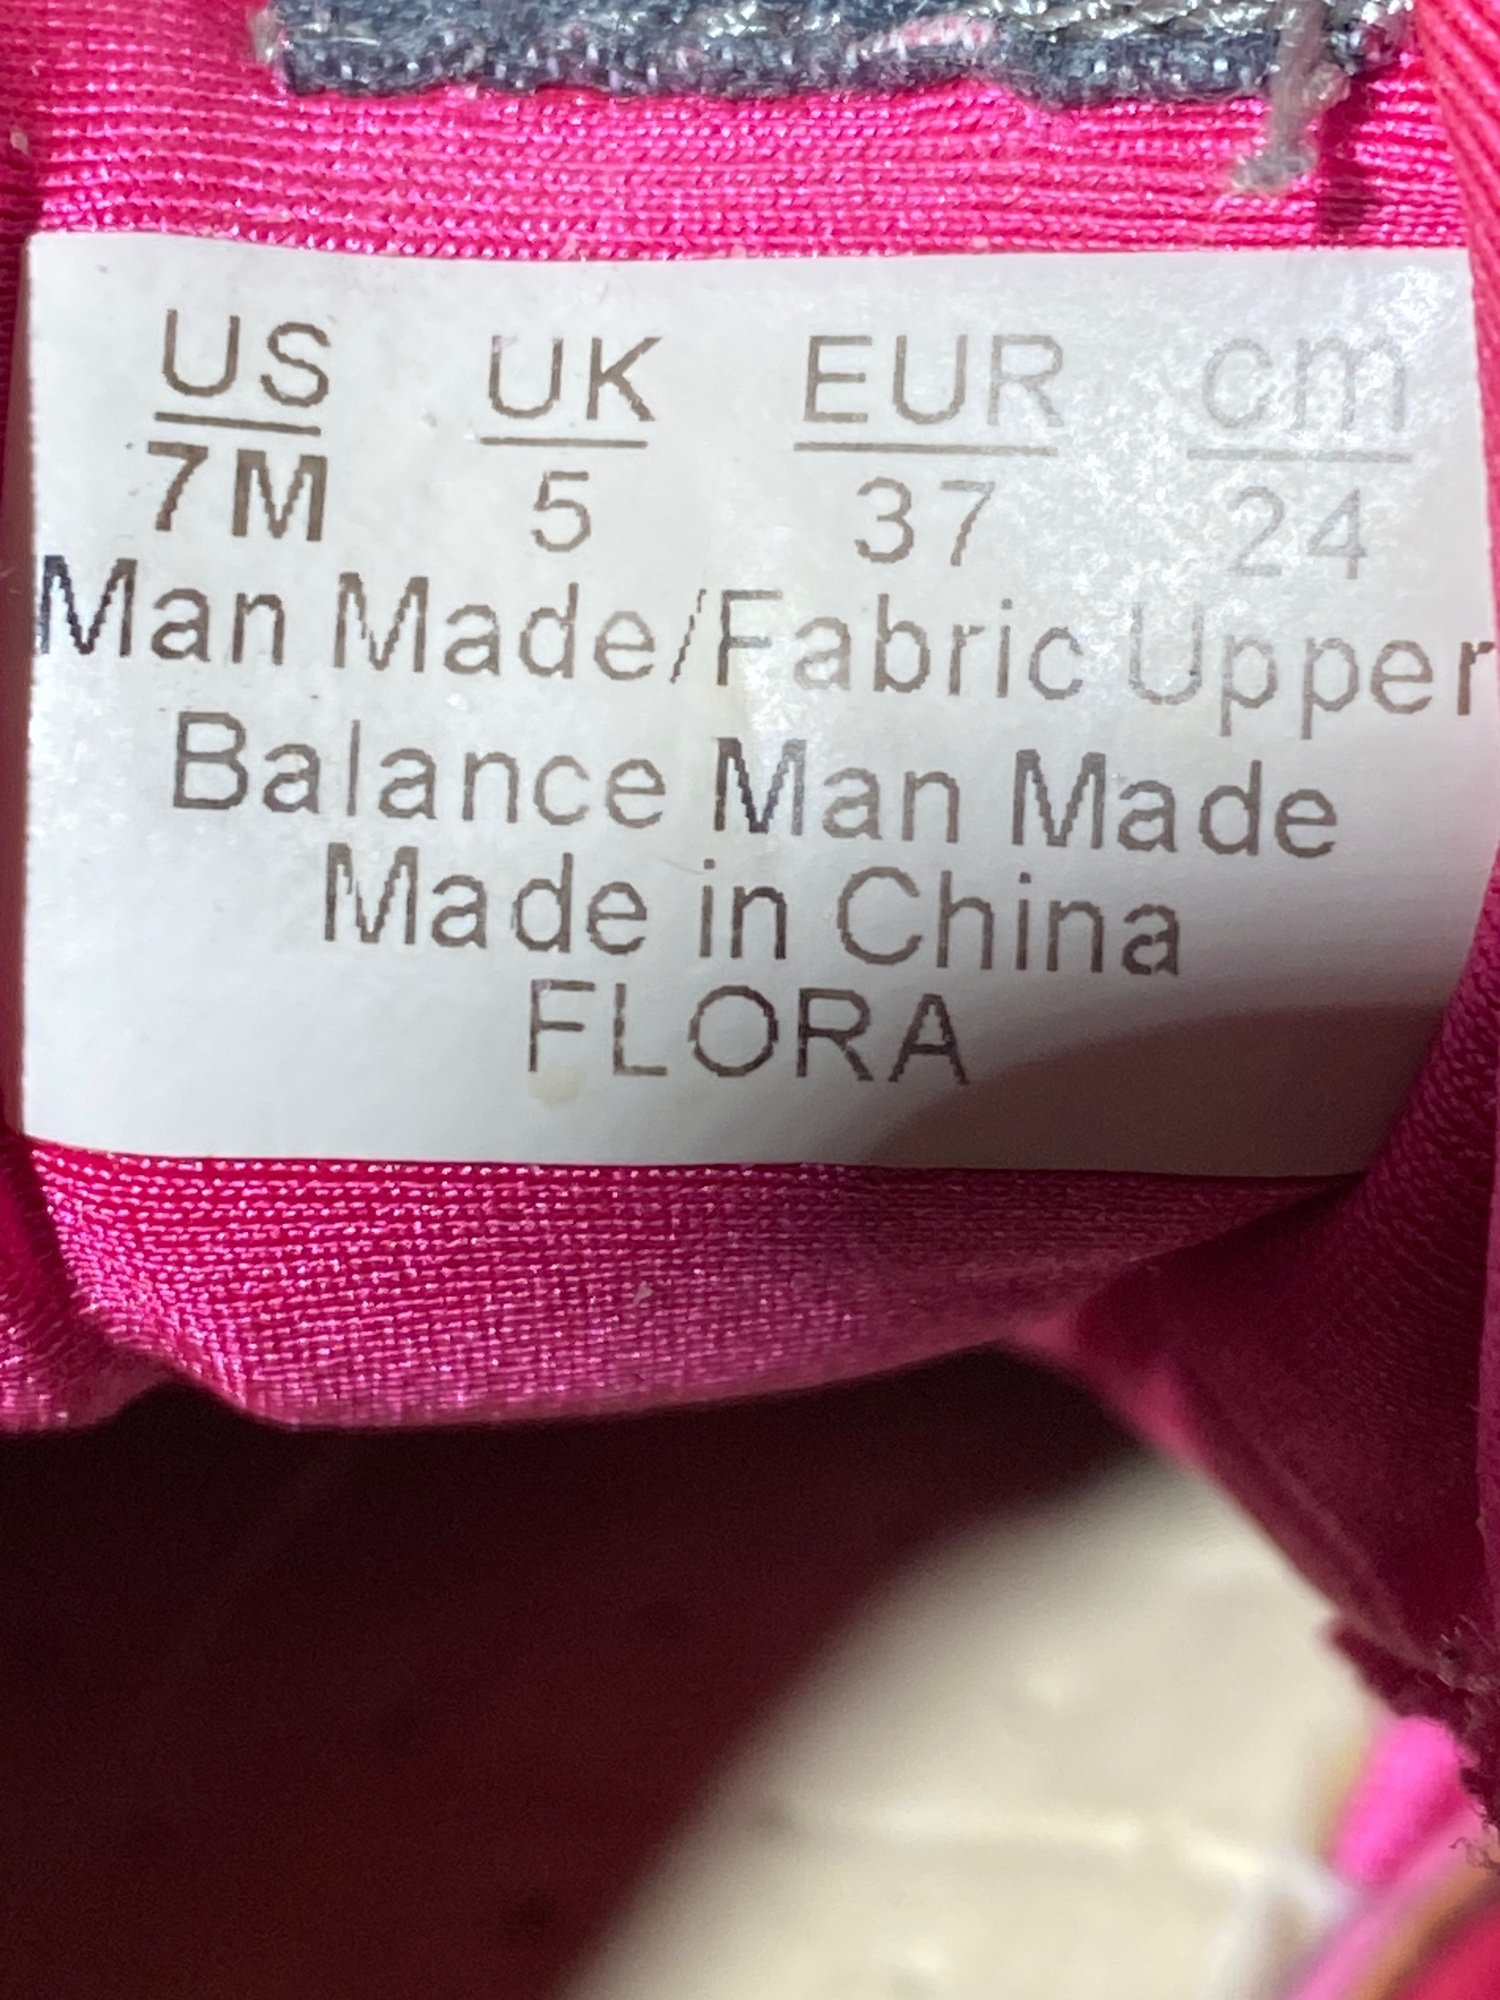 US UK EUR cm
7M 5 37 24
Man Made/Fabric Upper
Balance Man Made
Made in China
FLORA